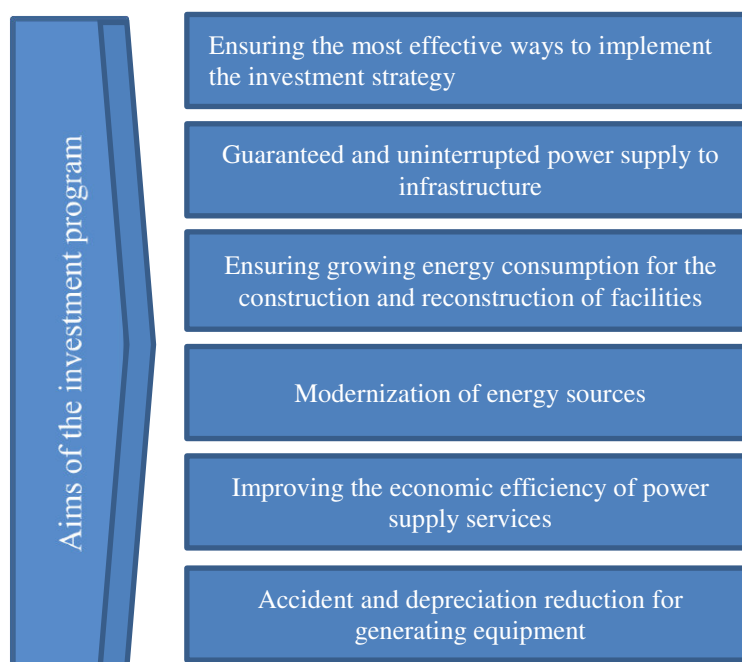 Aims of the investment program
Ensuring the most effective ways to implement
the investment strategy
Guaranteed and uninterrupted power supply to
infrastructure
Ensuring growing energy consumption for the
construction and reconstruction of facilities
Modernization of energy sources
Improving the economic efficiency of power
supply services
Accident and depreciation reduction for
generating equipment